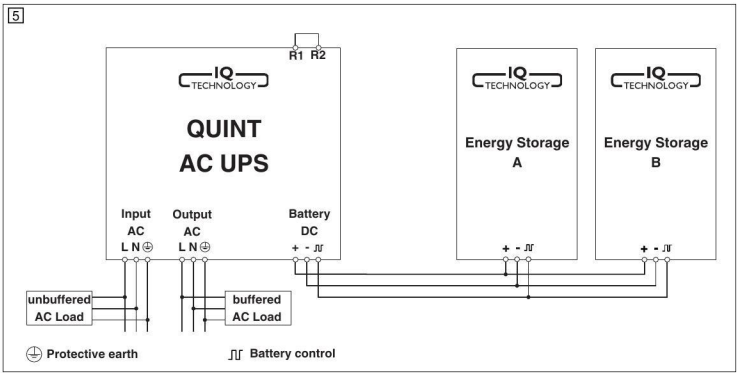 5
R1 R2
IQ
TECHNOLOGY
QUINT
AC UPS
Input
AC
L N
Output
AC
L N
Battery
DC
+ -
IQ
TECHNOLOGY
Energy Storage
A
+ -
IQ
TECHNOLOGY
Energy Storage
B
+ -
unbuffered
AC Load
buffered
AC Load
Protective earth
Battery control